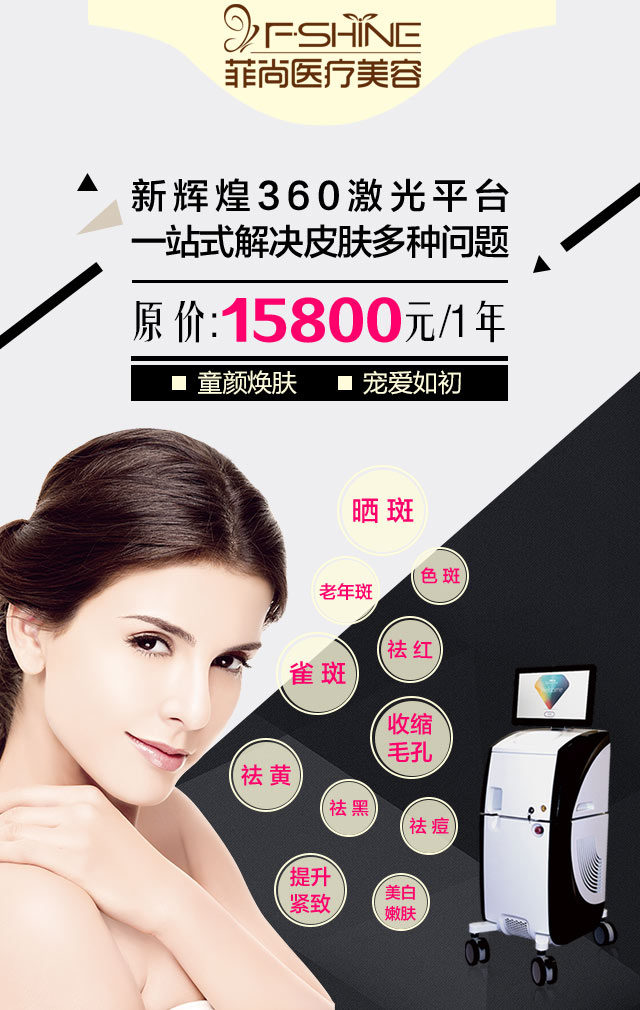 F·SHINE
菲尚医疗美容
新辉煌360激光平台
一站式解决皮肤多种问题
原价:15800元/1年
童颜焕肤 宠爱如初
晒斑
老年斑
色斑
雀斑
祛红
收缩
毛孔
祛黄
祛黑
祛痘
提升
紧致
美白
嫩肤